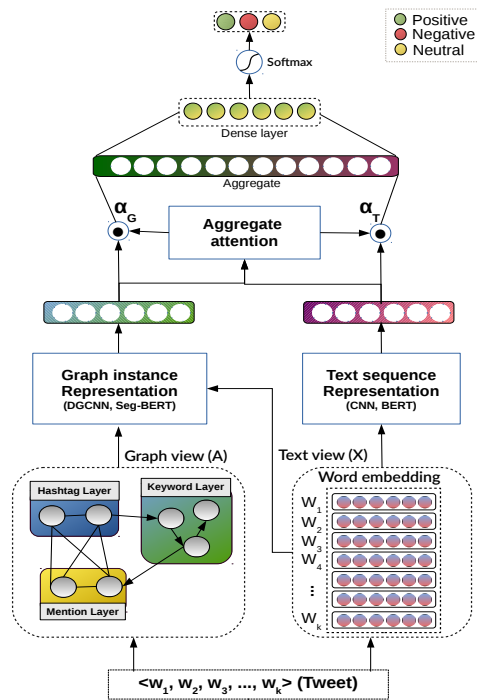 Positive
Negative
Neutral
Softmax
Dense layer
Aggregate
α_G
Aggregate
attention
α_T
Graph instance
Representation
(DGCNN, Seg-BERT)
Text sequence
Representation
(CNN, BERT)
Graph view (A)
Text view (X)
Hashtag Layer
Keyword Layer
Mention Layer
Word embedding
W_1
W_2
W_3
W_4
...
W_k
<w_1, w_2, w_3, ..., w_k> (Tweet)